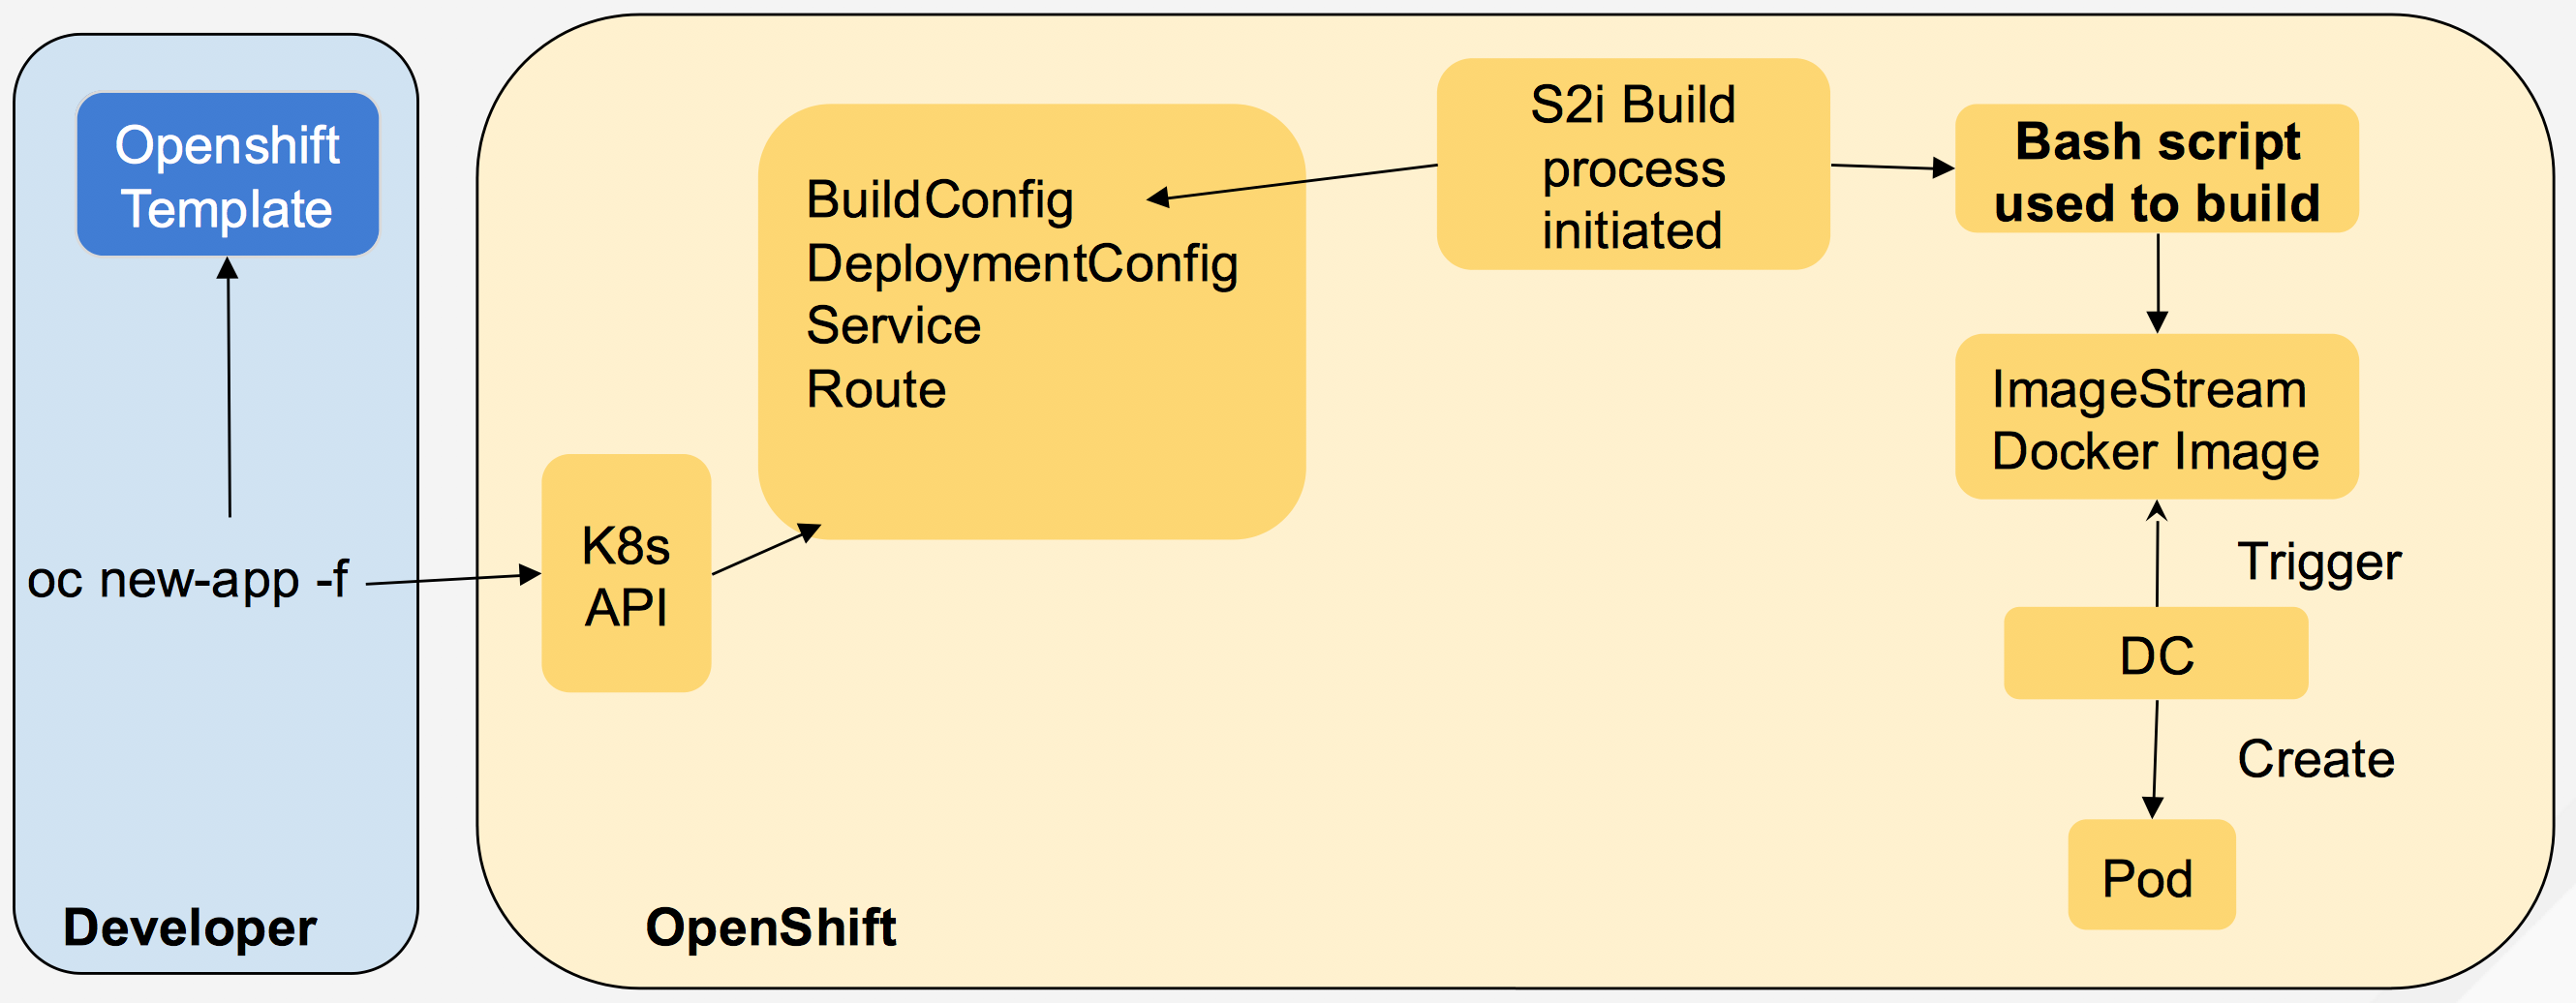 Openshift
Template
oc new-app -f
Developer
K8s
API
BuildConfig
DeploymentConfig
Service
Route
S2i Build
process
initiated
Bash script
used to build
ImageStream
Docker Image
Trigger
DC
Create
Pod
OpenShift